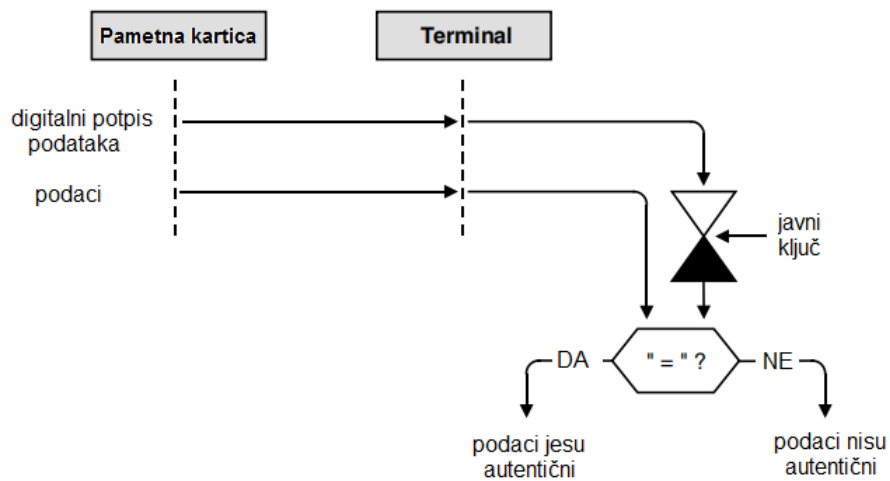 Pametna kartica
Terminal
digitalni potpis
podataka
podaci
javni
ključ
" = " ?
DA
NE
podaci jesu
autentični
podaci nisu
autentični